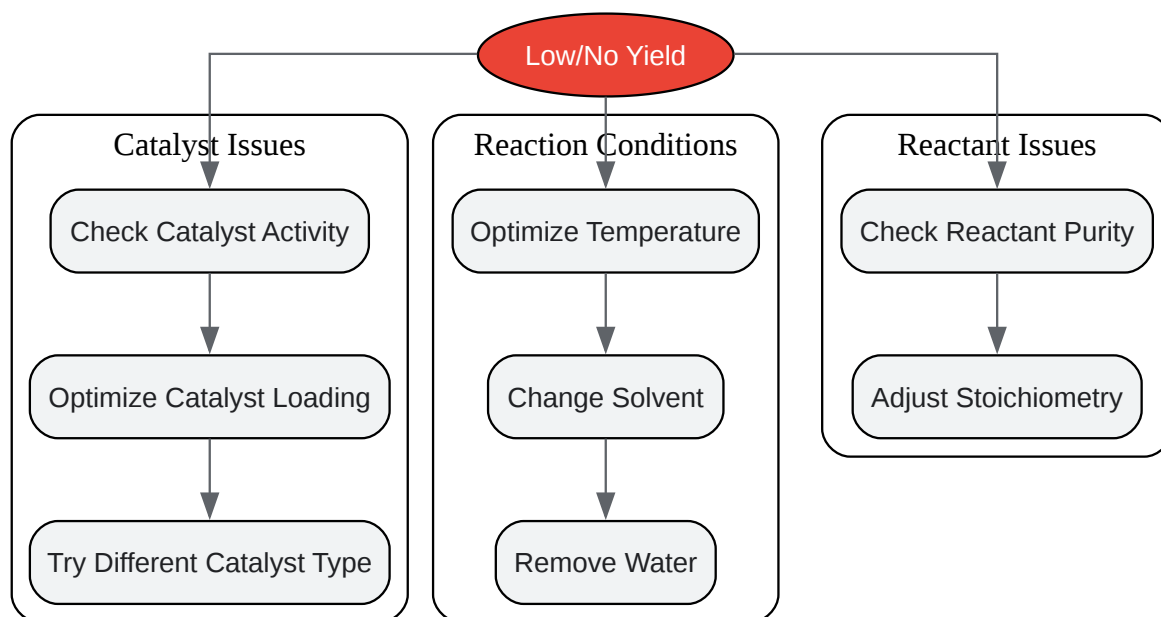 Low/No Yield
Catalyst Issues
Check Catalyst Activity
Optimize Catalyst Loading
Try Different Catalyst Type
Reaction Conditions
Optimize Temperature
Change Solvent
Remove Water
Reactant Issues
Check Reactant Purity
Adjust Stoichiometry